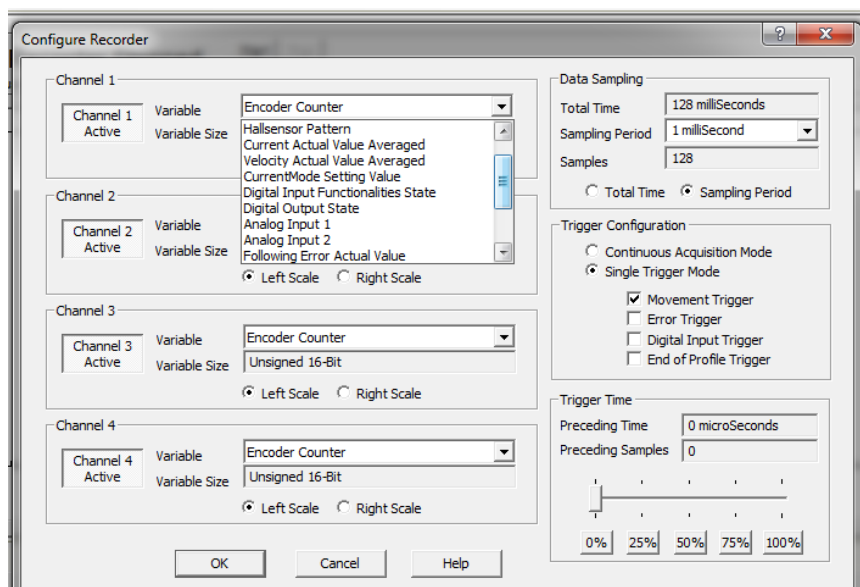 Configure Recorder
Channel 1
Channel 1
Active
Variable
Encoder Counter
Variable Size
Hallsensor Pattern
Current Actual Value Averaged
Velocity Actual Value Averaged
CurrentMode Setting Value
Digital Input Functionalities State
Digital Output State
Analog Input 1
Analog Input 2
Following Error Actual Value
Channel 2
Channel 2
Active
Variable
Variable Size
Left Scale
Right Scale
Channel 3
Channel 3
Active
Variable
Encoder Counter
Variable Size
Unsigned 16-Bit
Left Scale
Right Scale
Channel 4
Channel 4
Active
Variable
Encoder Counter
Variable Size
Unsigned 16-Bit
Left Scale
Right Scale
OK
Cancel
Help
Data Sampling
Total Time
128 milliSeconds
Sampling Period
1 milliSecond
Samples
128
Total Time
Sampling Period
Trigger Configuration
Continuous Acquisition Mode
Single Trigger Mode
Movement Trigger
Error Trigger
Digital Input Trigger
End of Profile Trigger
Trigger Time
Preceding Time
0 microSeconds
Preceding Samples
0
0%
25%
50%
75%
100%